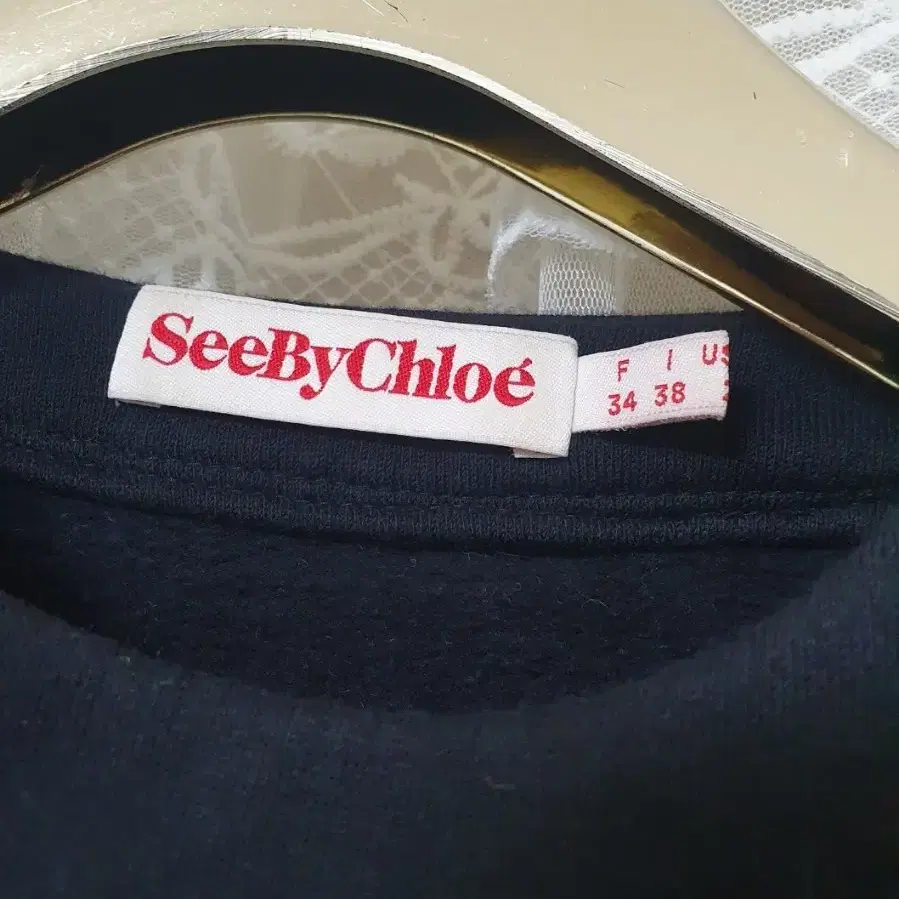 SeeByChloé
F I US
34 38